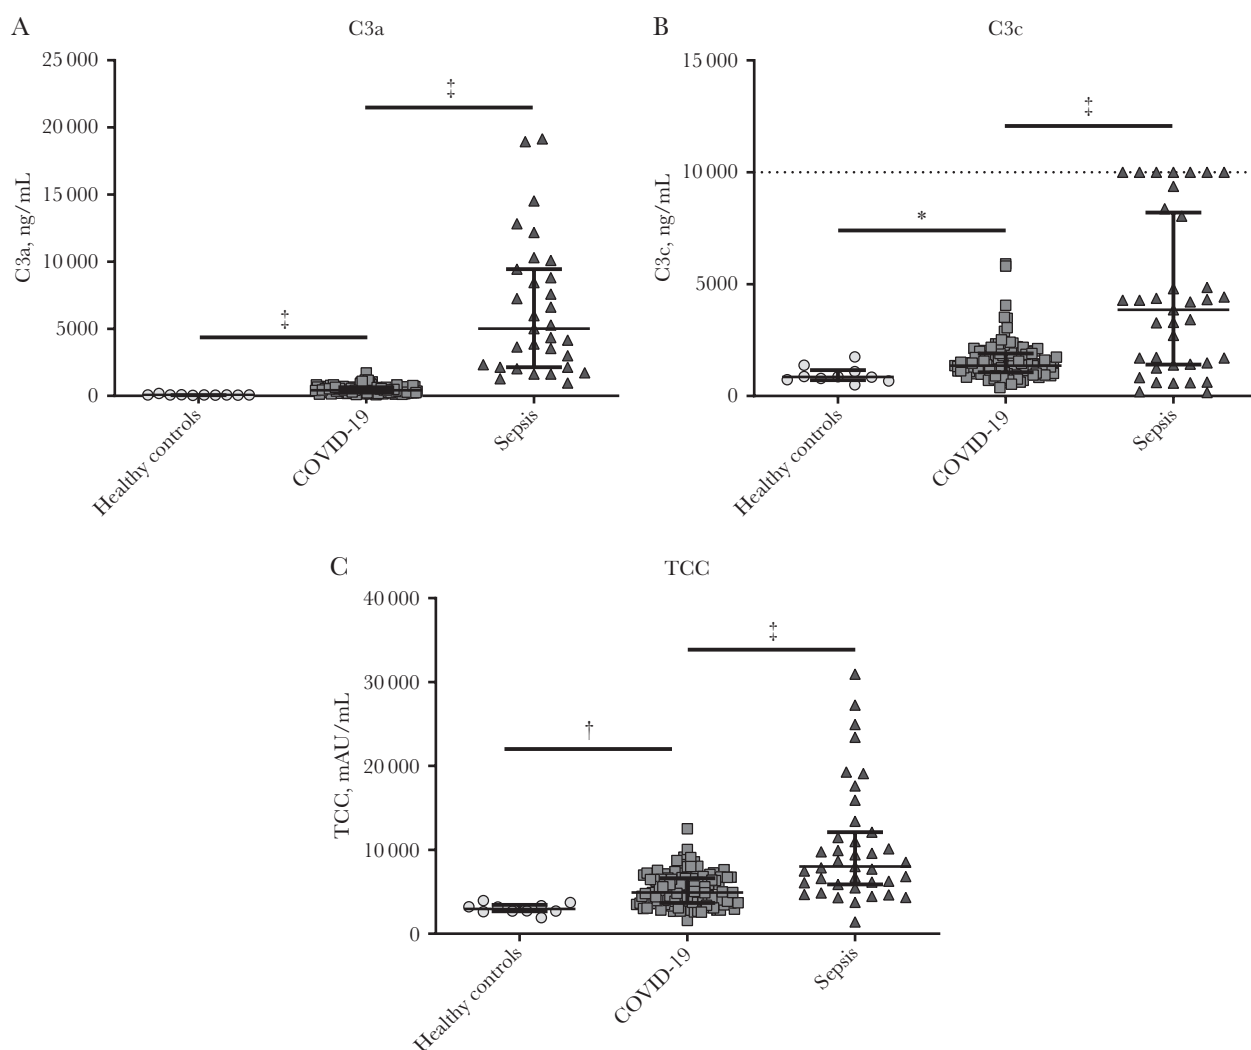 A
C3a
C3a, ng/mL
25 000
20 000
15 000
10 000
5000
0
‡
‡
Healthy controls
COVID-19
Sepsis
B
C3c
C3c, ng/mL
15 000
10 000
5000
0
*
‡
Healthy controls
COVID-19
Sepsis
C
TCC
TCC, mAU/mL
40 000
30 000
20 000
10 000
0
†
‡
Healthy controls
COVID-19
Sepsis